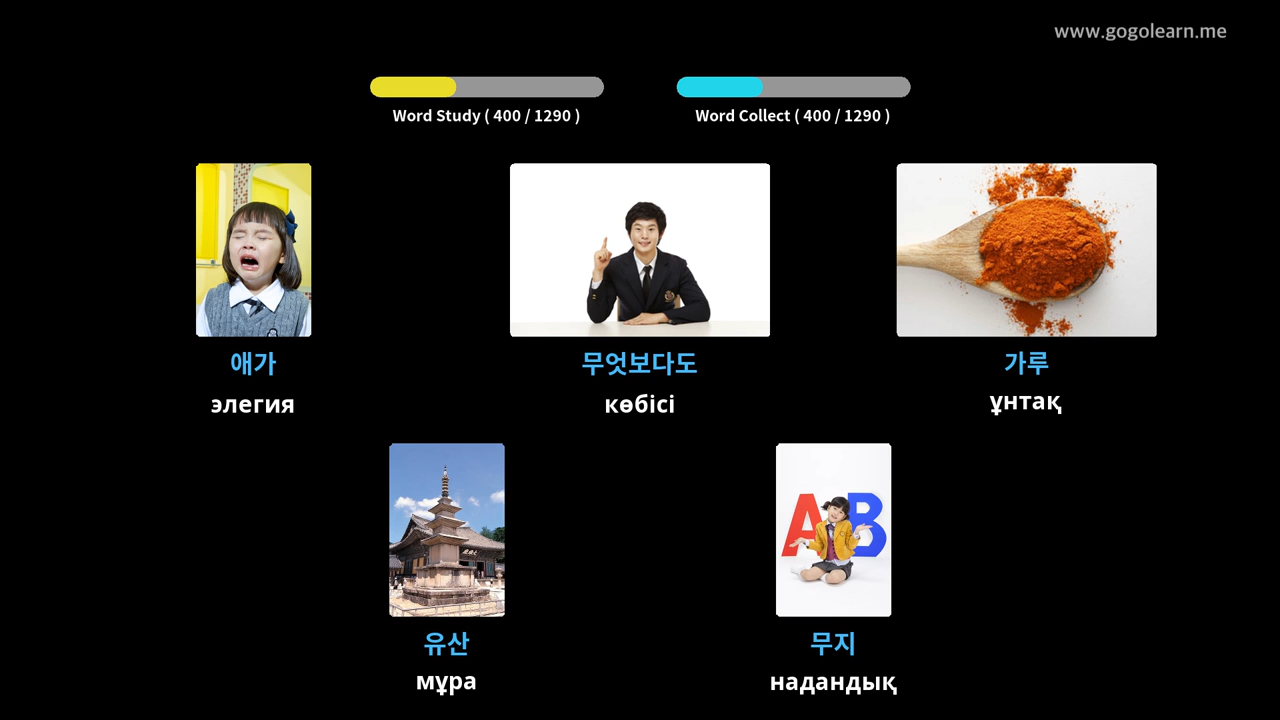 www.gogolearn.me
Word Study ( 400 / 1290 )
Word Collect ( 400 / 1290 )
애가
элегия
무엇보다도
көбісі
가루
ұнтақ
A B
유산
мұра
무지
надандық